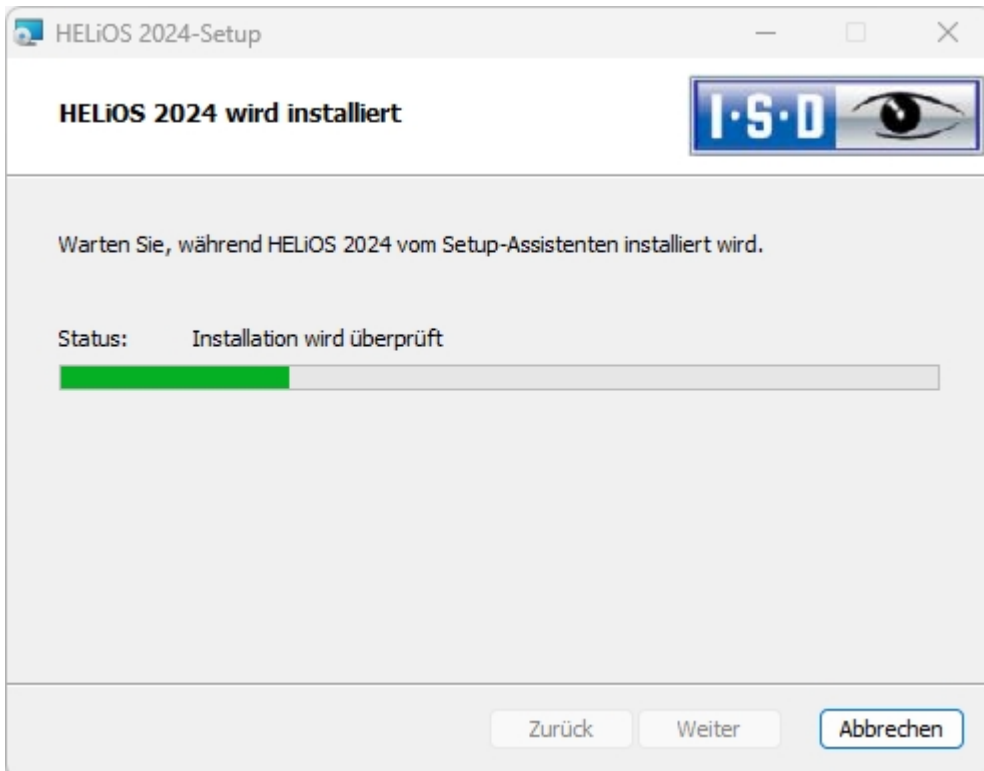 HELiOS 2024-Setup
HELiOS 2024 wird installiert
I·S·D
Warten Sie, während HELiOS 2024 vom Setup-Assistenten installiert wird.
Status: Installation wird überprüft
Zurück Weiter Abbrechen